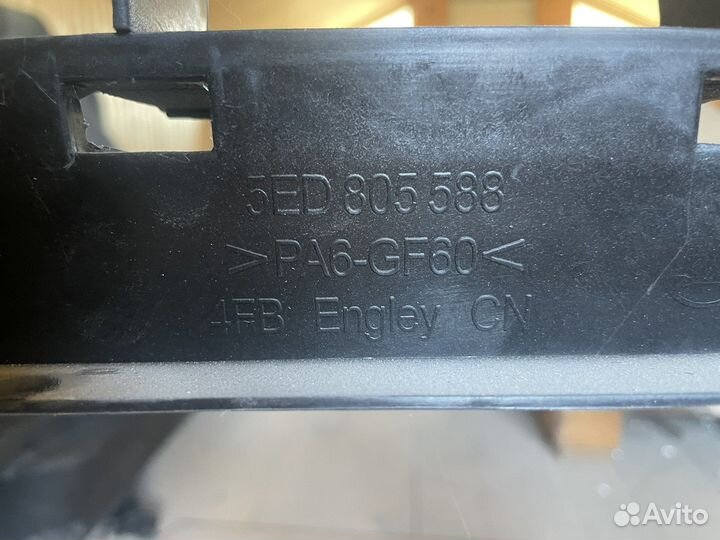 5ED 805 588
>PA6-GF60<
4FB Engley CN
Avito